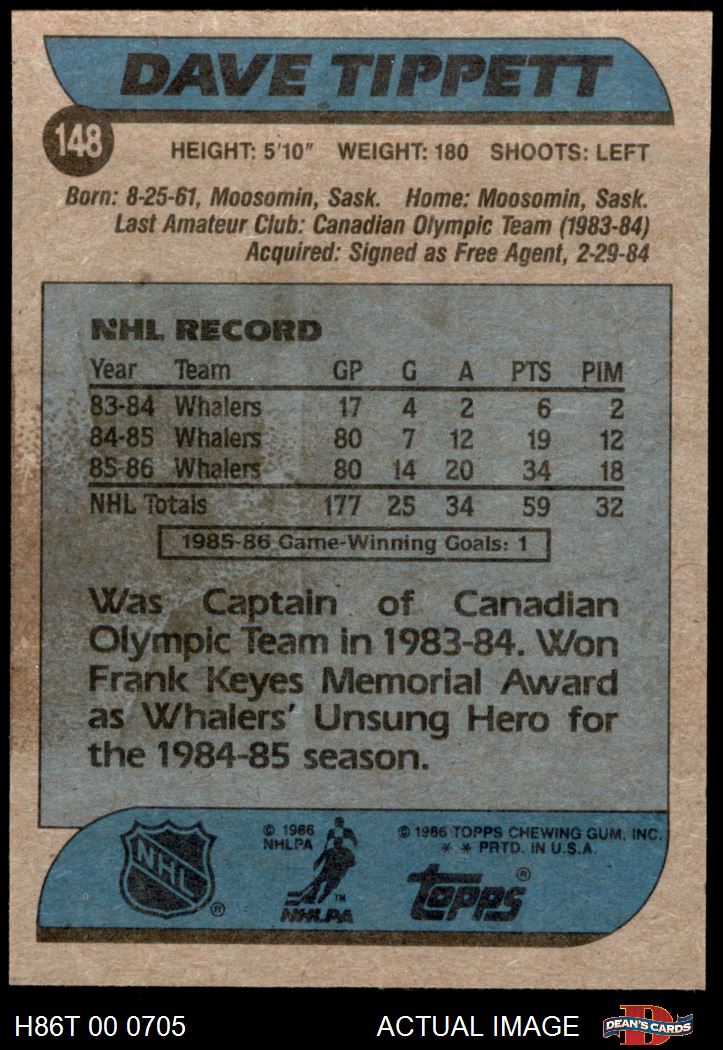 DAVE TIPPETT
148
HEIGHT: 5'10" WEIGHT: 180 SHOOTS: LEFT
Born: 8-25-61, Moosomin, Sask. Home: Moosomin, Sask.
Last Amateur Club: Canadian Olympic Team (1983-84)
Acquired: Signed as Free Agent, 2-29-84
NHL RECORD
Year Team GP G A PTS PIM
83-84 Whalers 17 4 2 6 2
84-85 Whalers 80 7 12 19 12
85-86 Whalers 80 14 20 34 18
NHL Totals 177 25 34 59 32
1985-86 Game-Winning Goals: 1
Was Captain of Canadian
Olympic Team in 1983-84. Won
Frank Keyes Memorial Award
as Whalers' Unsung Hero for
the 1984-85 season.
NHL ®
© 1986
NHLPA
™
NHLPA
© 1986 TOPPS CHEWING GUM, INC.
* * PRTD. IN U.S.A.
topps ®
H86T 00 0705 ACTUAL IMAGE
D
DEAN'S CARDS